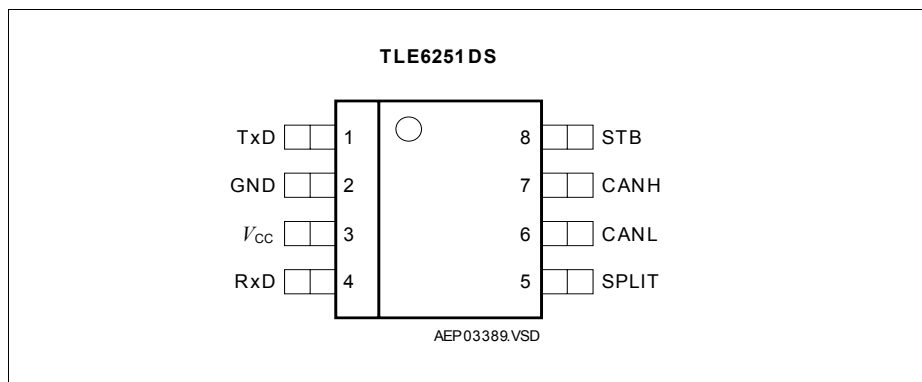 TLE6251DS
TxD 1 8 STB
GND 2 7 CANH
VCC 3 6 CANL
RxD 4 5 SPLIT
AEP03389.VSD